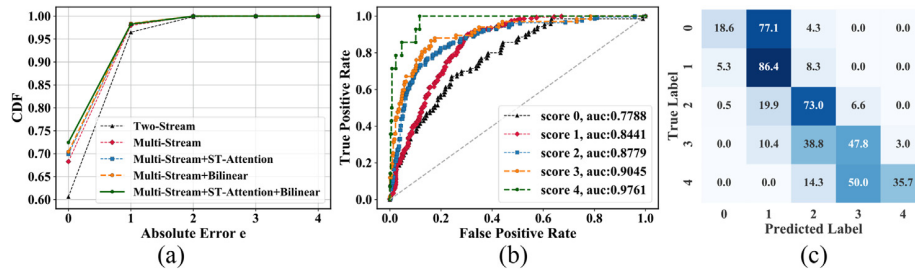 1.00
0.95
0.90
0.85
0.80
0.75
0.70
0.65
0.60
CDF
0 1 2 3 4
Absolute Error e
Two-Stream
Multi-Stream
Multi-Stream+ST-Attention
Multi-Stream+Bilinear
Multi-Stream+ST-Attention+Bilinear
(a)
1.0
0.8
0.6
0.4
0.2
0.0
True Positive Rate
0.0 0.2 0.4 0.6 0.8 1.0
False Positive Rate
score 0, auc:0.7788
score 1, auc:0.8441
score 2, auc:0.8779
score 3, auc:0.9045
score 4, auc:0.9761
(b)
True Label
0 18.6 77.1 4.3 0.0 0.0
1 5.3 86.4 8.3 0.0 0.0
2 0.5 19.9 73.0 6.6 0.0
3 0.0 10.4 38.8 47.8 3.0
4 0.0 0.0 14.3 50.0 35.7
0 1 2 3 4
Predicted Label
(c)